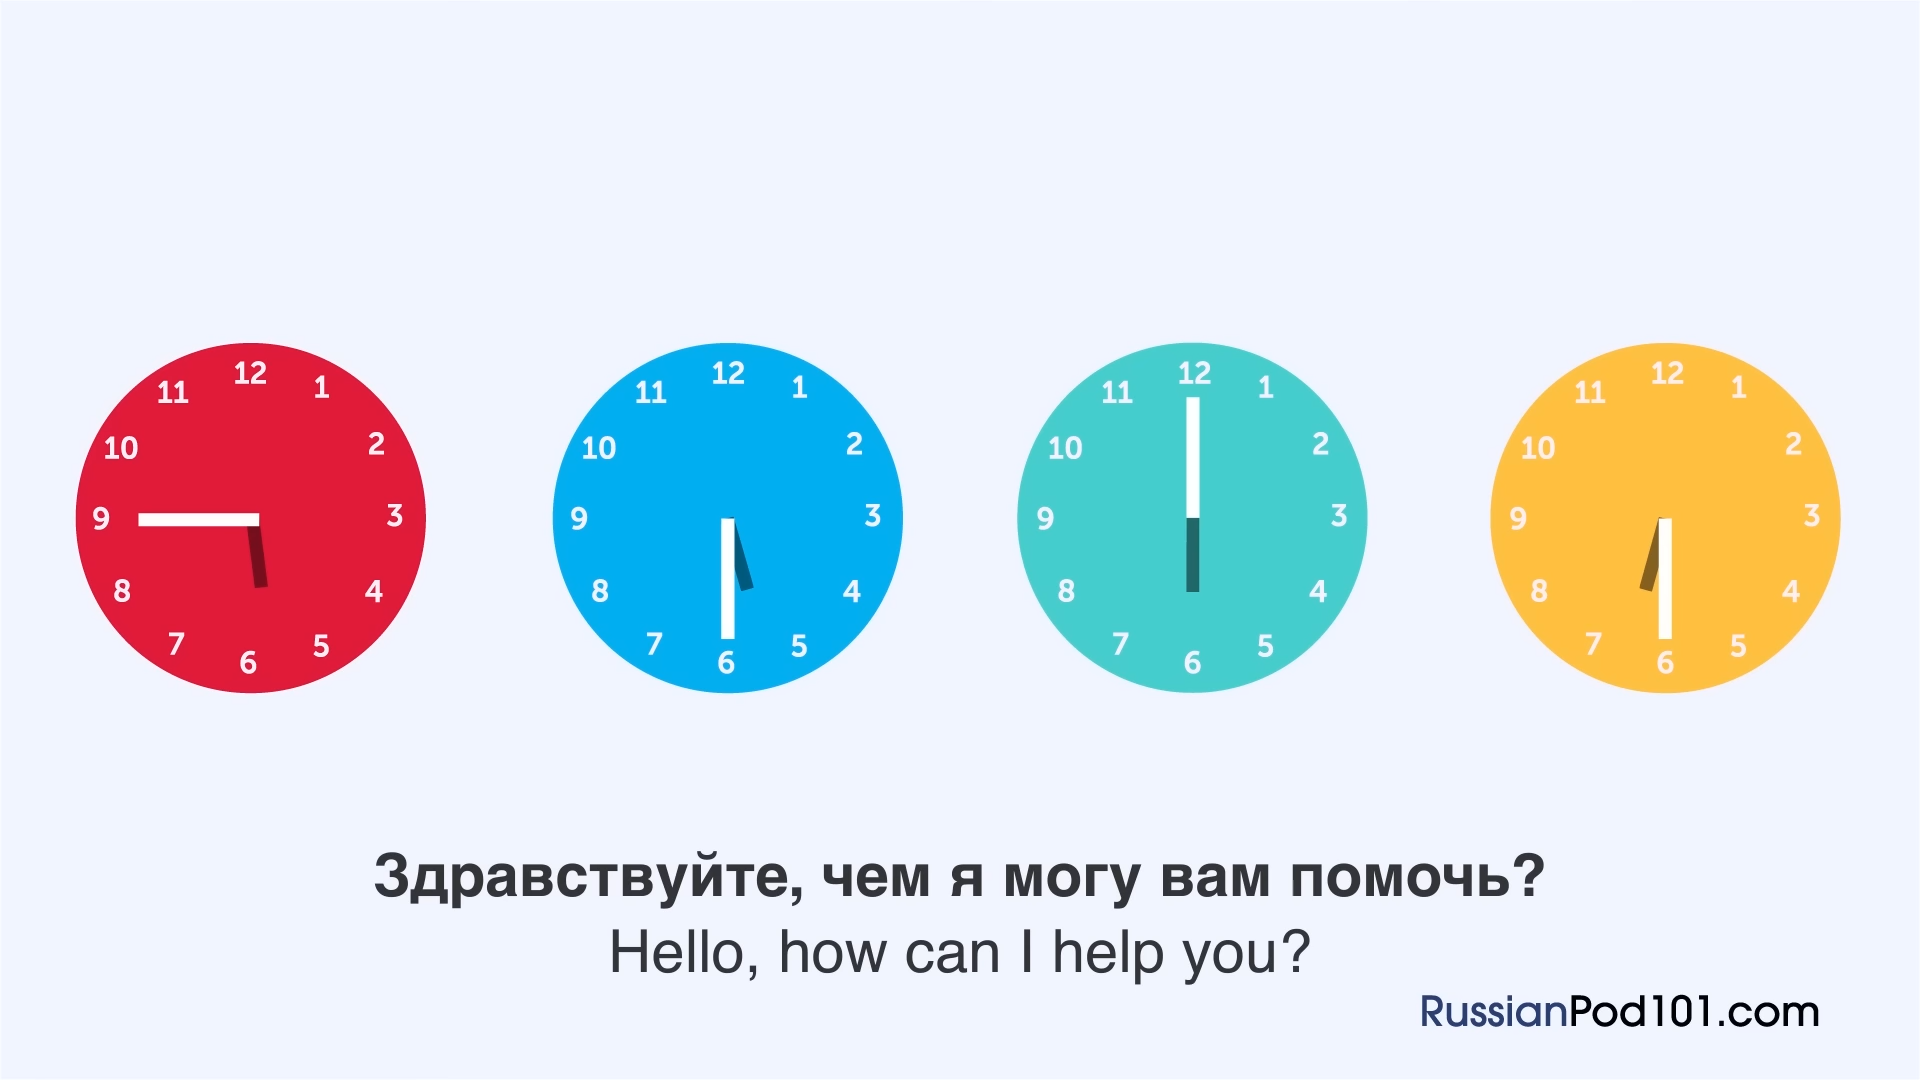 12 12 12 12
11 1 11 1 11 1 11 1
10 2 10 2 10 2 10 2
9 3 9 3 9 3 9 3
8 4 8 4 8 4 8 4
7 5 7 5 7 5 7 5
6 6 6 6
Здравствуйте, чем я могу вам помочь?
Hello, how can I help you?
RussianPod101.com